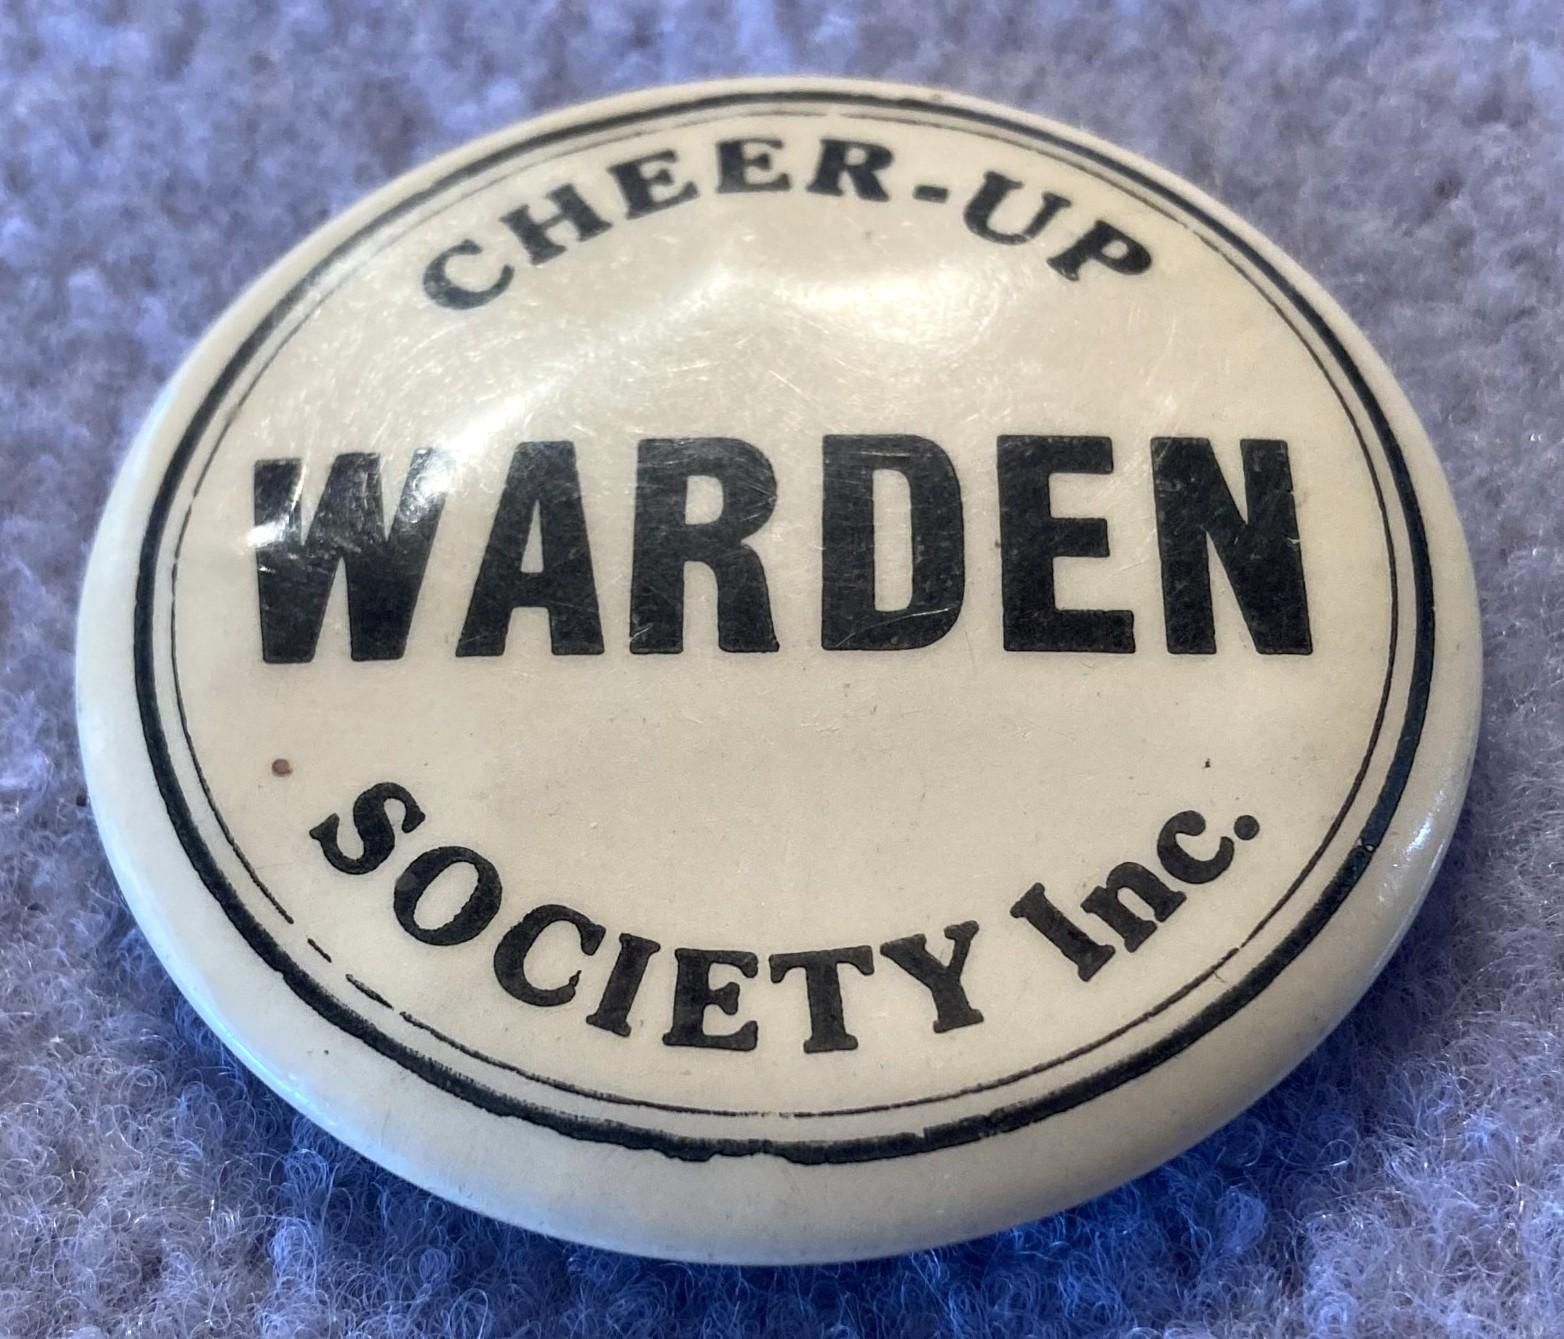 CHEER-UP
WARDEN
SOCIETY Inc.